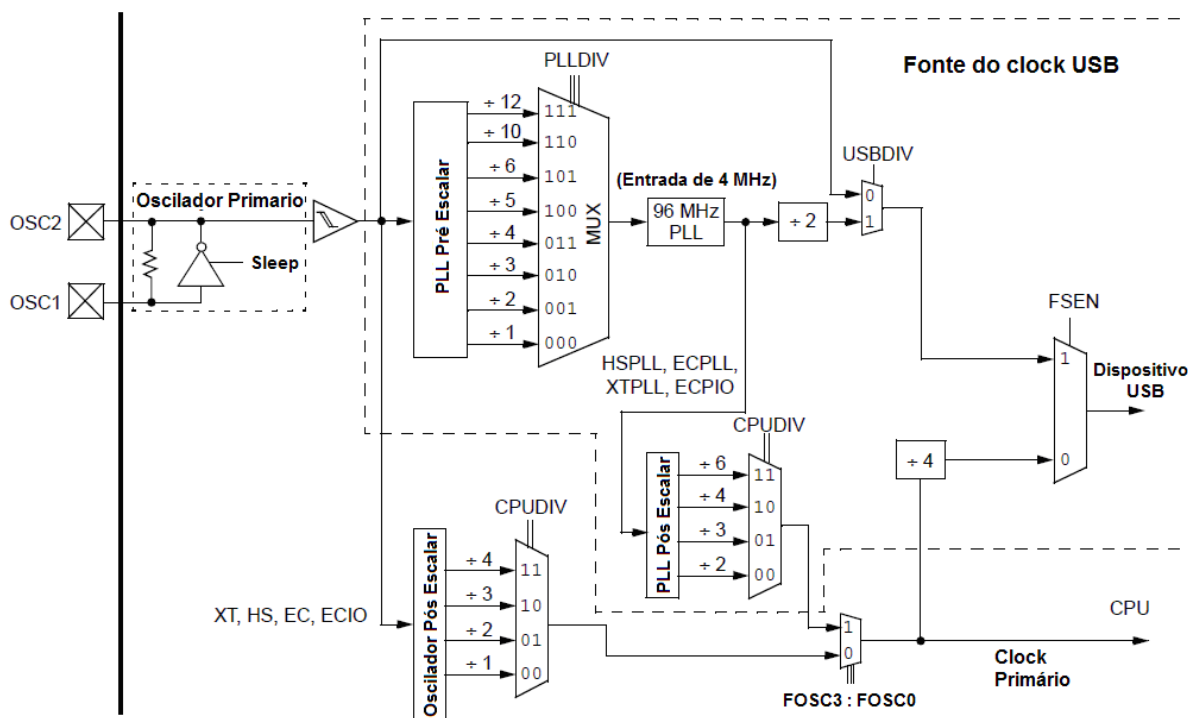 Fonte do clock USB
PLLDIV
÷ 12
111
÷ 10
110
÷ 6
101
÷ 5
100
÷ 4
011
÷ 3
010
÷ 2
001
÷ 1
000
PLL Pré Escalar
MUX
Oscilador Primario
OSC2
OSC1
Sleep
(Entrada de 4 MHz)
96 MHz
PLL
÷ 2
USBDIV
0
1
FSEN
1
0
Dispositivo
USB
HSPLL, ECPLL,
XTPLL, ECPIO
CPUDIV
PLL Pós Escalar
÷ 6
11
÷ 4
10
÷ 3
01
÷ 2
00
÷ 4
CPUDIV
XT, HS, EC, ECIO
Oscilador Pós Escalar
÷ 4
11
÷ 3
10
÷ 2
01
÷ 1
00
1
0
FOSC3 : FOSC0
CPU
Clock
Primário